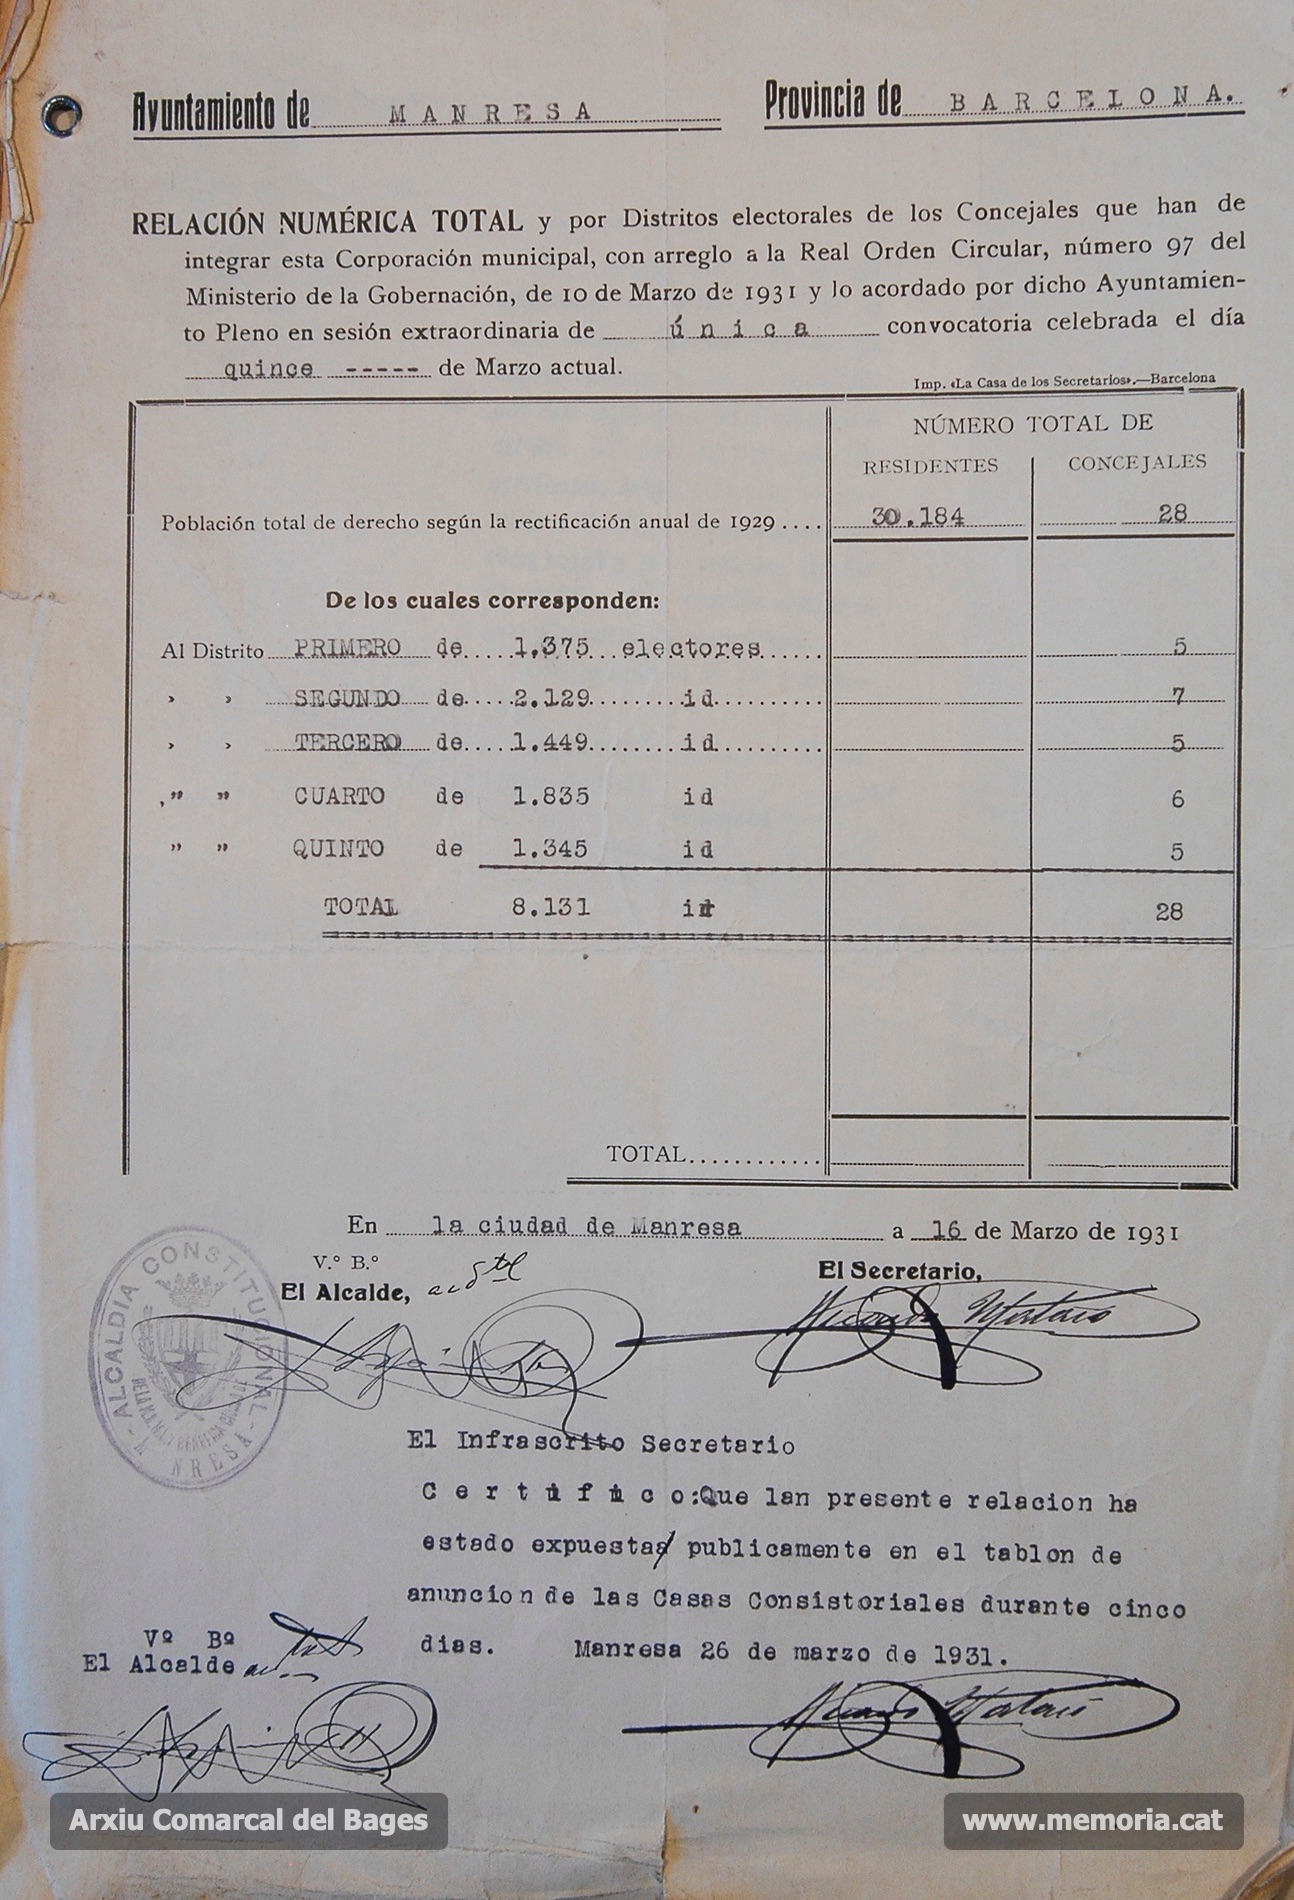 Ayuntamiento de MANRESA Provincia de BARCELONA.
RELACIÓN NUMÉRICA TOTAL y por Distritos electorales de los Concejales que han de
integrar esta Corporación municipal, con arreglo a la Real Orden Circular, número 97 del
Ministerio de la Gobernación, de 10 de Marzo de 1931 y lo acordado por dicho Ayuntamien-
to Pleno en sesión extraordinaria de única convocatoria celebrada el día
quince ----- de Marzo actual.
Imp. «La Casa de los Secretarios».—Barcelona
NÚMERO TOTAL DE
RESIDENTES CONCEJALES
Población total de derecho según la rectificación anual de 1929 .... 30.184 28
De los cuales corresponden:
Al Distrito PRIMERO de 1.375 electores 5
» » SEGUNDO de 2.129 id 7
» » TERCERO de 1.449 id 5
," " CUARTO de 1.835 id 6
" " QUINTO de 1.345 id 5
TOTAL 8.131 id 28
TOTAL............
En la ciudad de Manresa a 16 de Marzo de 1931
V.º B.º
El Alcalde, El Secretario,
ALCALDIA CONSTITUCIONAL
El Infrascrito Secretario
C e r t i f i c o:Que lan presente relacion ha
estado expuesta publicamente en el tablon de
anuncion de las Casas Consistoriales durante cinco
dias. Manresa 26 de marzo de 1931.
Vº Bº
El Alcalde
Arxiu Comarcal del Bages
www.memoria.cat